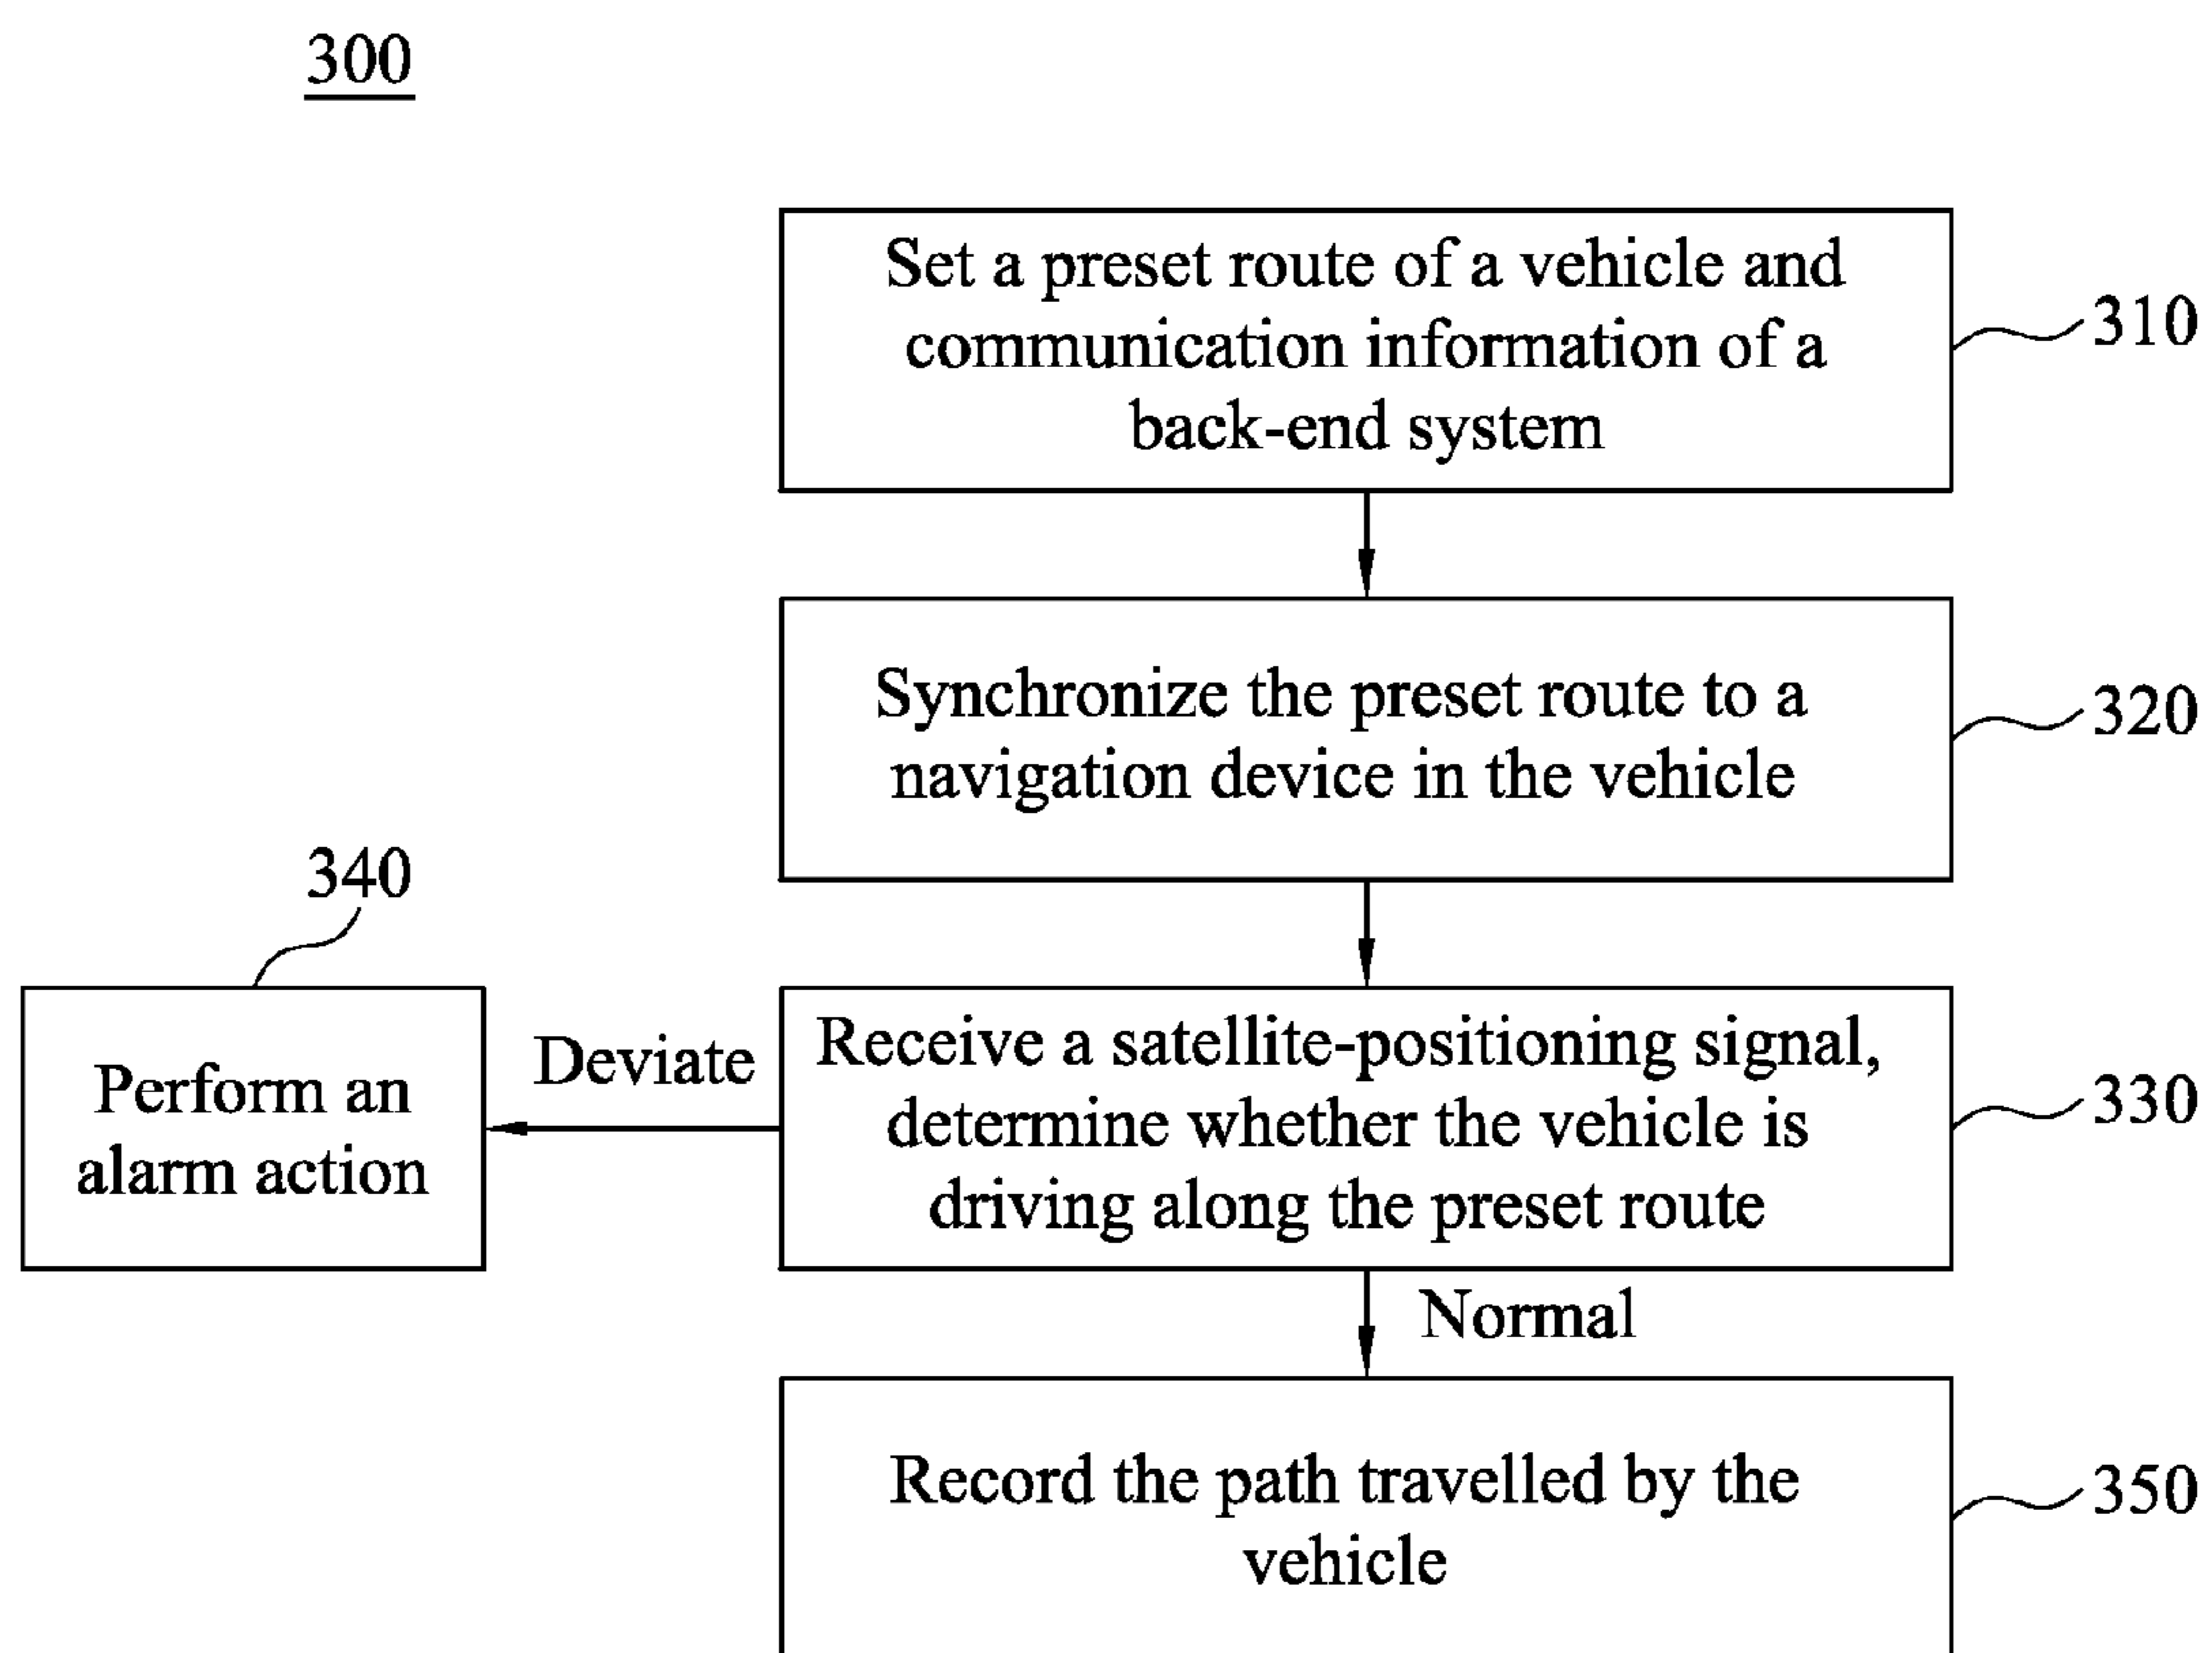 300
Set a preset route of a vehicle and
communication information of a
back-end system
310
Synchronize the preset route to a
navigation device in the vehicle
320
340
Perform an
alarm action
Deviate
Receive a satellite-positioning signal,
determine whether the vehicle is
driving along the preset route
330
Normal
Record the path travelled by the
vehicle
350